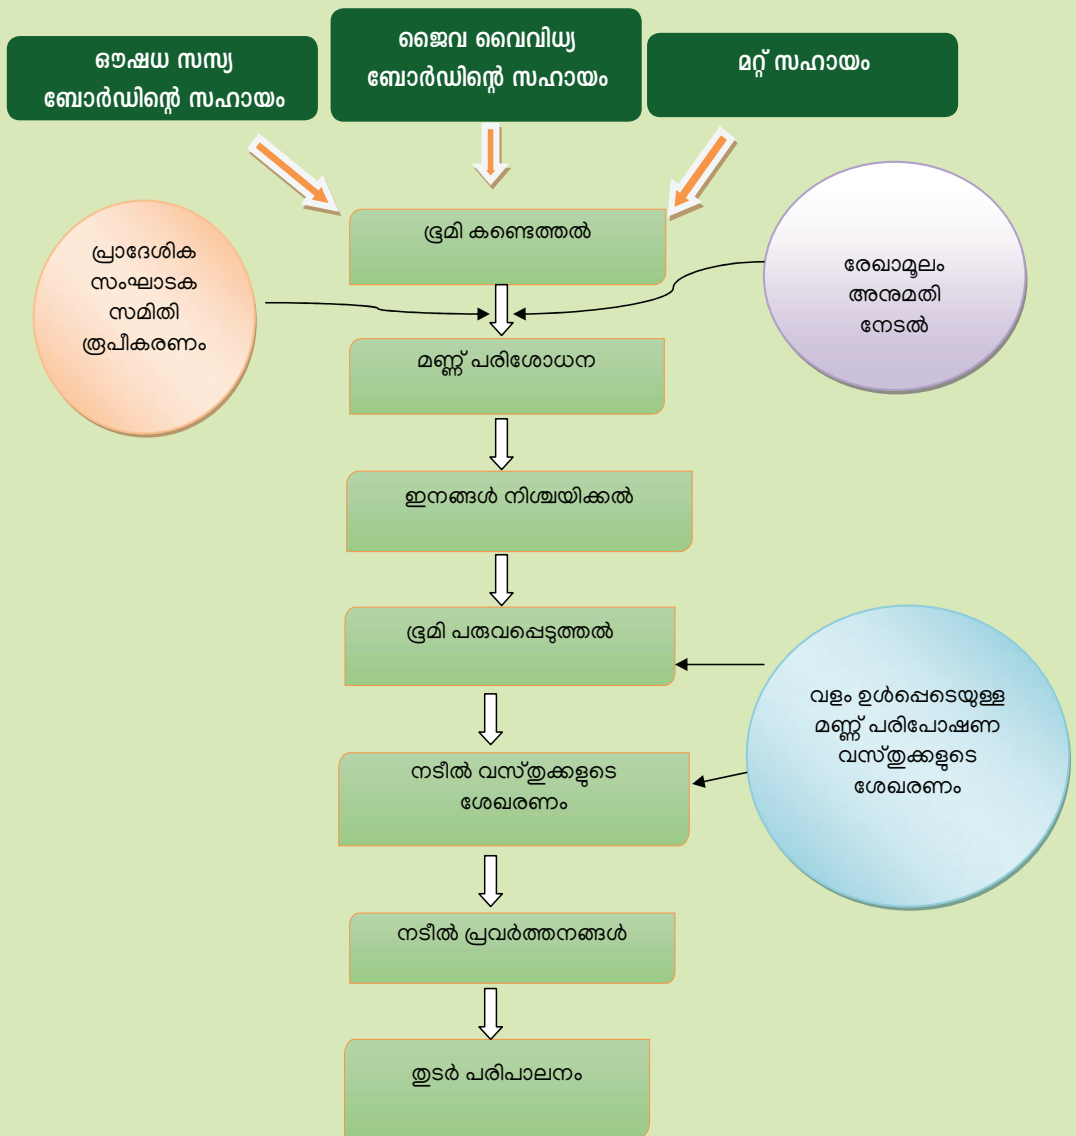 ഔഷധ സസ്യ
ബോർഡിന്റെ സഹായം
ജൈവ വൈവിധ്യ
ബോർഡിന്റെ സഹായം
മറ്റ് സഹായം
ഭൂമി കണ്ടെത്തൽ
പ്രാദേശിക
സംഘാടക
സമിതി
രൂപീകരണം
രേഖാമൂലം
അനുമതി
നേടൽ
മണ്ണ് പരിശോധന
ഇനങ്ങൾ നിശ്ചയിക്കൽ
ഭൂമി പരുവപ്പെടുത്തൽ
വളം ഉൾപ്പെടെയുള്ള
മണ്ണ് പരിപോഷണ
വസ്തുക്കളുടെ
ശേഖരണം
നടീൽ വസ്തുക്കളുടെ
ശേഖരണം
നടീൽ പ്രവർത്തനങ്ങൾ
തുടർ പരിപാലനം